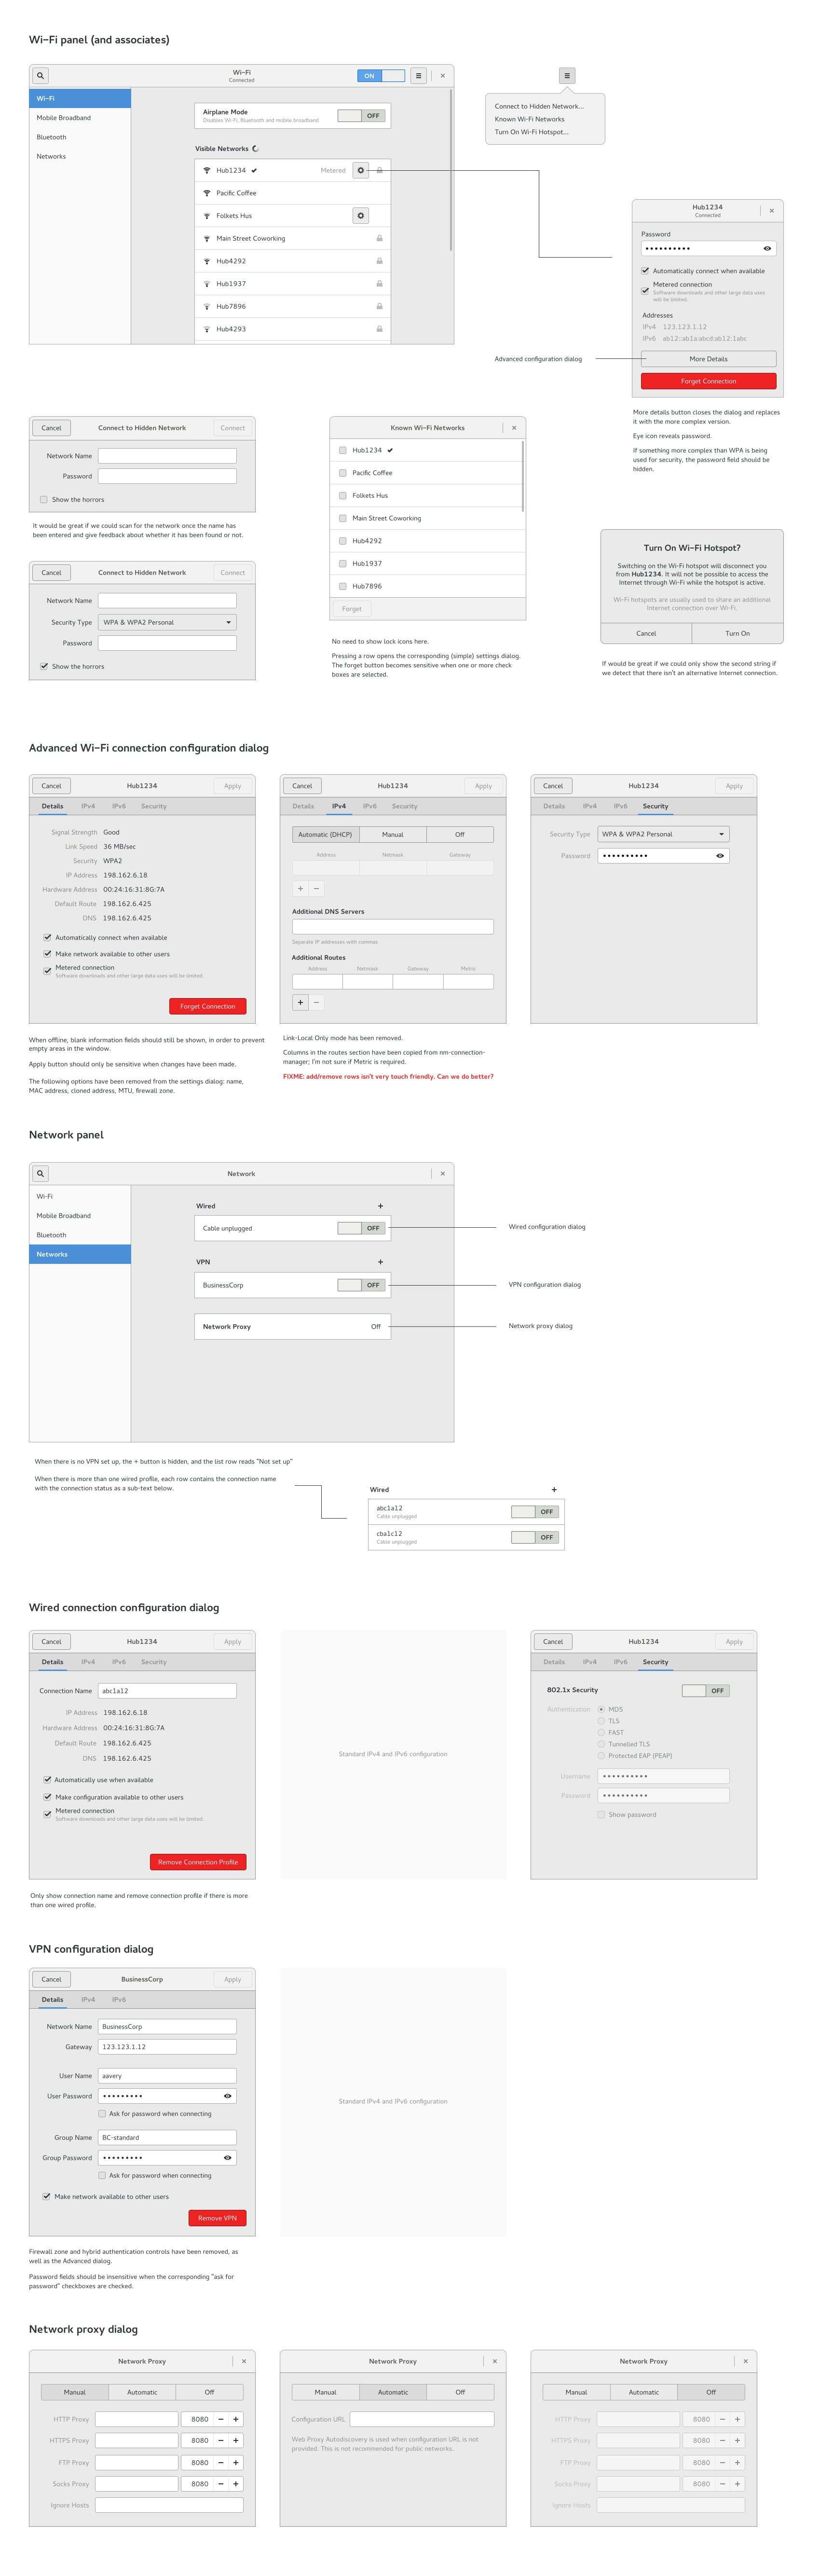 Wi-Fi panel (and associates)
Wi-Fi
Connected
ON
Wi-Fi
Mobile Broadband
Bluetooth
Networks
Airplane Mode
Disables Wi-Fi, Bluetooth and mobile broadband
OFF
Visible Networks
Hub1234
Metered
Pacific Coffee
Folkets Hus
Main Street Coworking
Hub4292
Hub1937
Hub7896
Hub4293
Connect to Hidden Network...
Known Wi-Fi Networks
Turn On Wi-Fi Hotspot...
Hub1234
Connected
Password
Automatically connect when available
Metered connection
Software downloads and other large data uses
will be limited.
Addresses
IPv4 123.123.1.12
IPv6 ab12::ab1a:abcd:ab12:1abc
More Details
Forget Connection
Advanced configuration dialog
More details button closes the dialog and replaces
it with the more complex version.
Eye icon reveals password.
If something more complex than WPA is being
used for security, the password field should be
hidden.
Cancel
Connect to Hidden Network
Connect
Network Name
Password
Show the horrors
It would be great if we could scan for the network once the name has
been entered and give feedback about whether it has been found or not.
Cancel
Connect to Hidden Network
Connect
Network Name
Security Type WPA & WPA2 Personal
Password
Show the horrors
Known Wi-Fi Networks
Hub1234
Pacific Coffee
Folkets Hus
Main Street Coworking
Hub4292
Hub1937
Hub7896
Forget
No need to show lock icons here.
Pressing a row opens the corresponding (simple) settings dialog.
The forget button becomes sensitive when one or more check
boxes are selected.
Turn On Wi-Fi Hotspot?
Switching on the Wi-Fi hotspot will disconnect you
from Hub1234. It will not be possible to access the
Internet through Wi-Fi while the hotspot is active.
Wi-Fi hotspots are usually used to share an additional
Internet connection over Wi-Fi.
Cancel
Turn On
If would be great if we could only show the second string if
we detect that there isn't an alternative Internet connection.
Advanced Wi-Fi connection configuration dialog
Cancel
Hub1234
Apply
Details IPv4 IPv6 Security
Signal Strength Good
Link Speed 36 MB/sec
Security WPA2
IP Address 198.162.6.18
Hardware Address 00:24:16:31:8G:7A
Default Route 198.162.6.425
DNS 198.162.6.425
Automatically connect when available
Make network available to other users
Metered connection
Software downloads and other large data uses will be limited.
Forget Connection
When offline, blank information fields should still be shown, in order to prevent
empty areas in the window.
Apply button should only be sensitive when changes have been made.
The following options have been removed from the settings dialog: name,
MAC address, cloned address, MTU, firewall zone.
Cancel
Hub1234
Apply
Details IPv4 IPv6 Security
Automatic (DHCP) Manual Off
Address Netmask Gateway
+ −
Additional DNS Servers
Separate IP addresses with commas
Additional Routes
Address Netmask Gateway Metric
+ −
Link-Local Only mode has been removed.
Columns in the routes section have been copied from nm-connection-
manager; I'm not sure if Metric is required.
FIXME: add/remove rows isn't very touch friendly. Can we do better?
Cancel
Hub1234
Apply
Details IPv4 IPv6 Security
Security Type WPA & WPA2 Personal
Password
Network panel
Network
Wi-Fi
Mobile Broadband
Bluetooth
Networks
Wired +
Cable unplugged OFF
VPN +
BusinessCorp OFF
Network Proxy Off
Wired configuration dialog
VPN configuration dialog
Network proxy dialog
When there is no VPN set up, the + button is hidden, and the list row reads "Not set up"
When there is more than one wired profile, each row contains the connection name
with the connection status as a sub-text below.
Wired +
abc1a12
Cable unplugged
OFF
cba1c12
Cable unplugged
OFF
Wired connection configuration dialog
Cancel
Hub1234
Apply
Details IPv4 IPv6 Security
Connection Name abc1a12
IP Address 198.162.6.18
Hardware Address 00:24:16:31:8G:7A
Default Route 198.162.6.425
DNS 198.162.6.425
Automatically use when available
Make configuration available to other users
Metered connection
Software downloads and other large data uses will be limited.
Remove Connection Profile
Only show connection name and remove connection profile if there is more
than one wired profile.
Standard IPv4 and IPv6 configuration
Cancel
Hub1234
Apply
Details IPv4 IPv6 Security
802.1x Security OFF
Authentication MD5
TLS
FAST
Tunnelled TLS
Protected EAP (PEAP)
Username
Password
Show password
VPN configuration dialog
Cancel
BusinessCorp
Apply
Details IPv4 IPv6
Network Name BusinessCorp
Gateway 123.123.1.12
User Name aavery
User Password
Ask for password when connecting
Group Name BC-standard
Group Password
Ask for password when connecting
Make network available to other users
Remove VPN
Firewall zone and hybrid authentication controls have been removed, as
well as the Advanced dialog.
Password fields should be insensitive when the corresponding "ask for
password" checkboxes are checked.
Standard IPv4 and IPv6 configuration
Network proxy dialog
Network Proxy
Manual Automatic Off
HTTP Proxy 8080 − +
HTTPS Proxy 8080 − +
FTP Proxy 8080 − +
Socks Proxy 8080 − +
Ignore Hosts
Network Proxy
Manual Automatic Off
Configuration URL
Web Proxy Autodiscovery is used when configuration URL is not
provided. This is not recommended for public networks.
Network Proxy
Manual Automatic Off
HTTP Proxy 8080 − +
HTTPS Proxy 8080 − +
FTP Proxy 8080 − +
Socks Proxy 8080 − +
Ignore Hosts